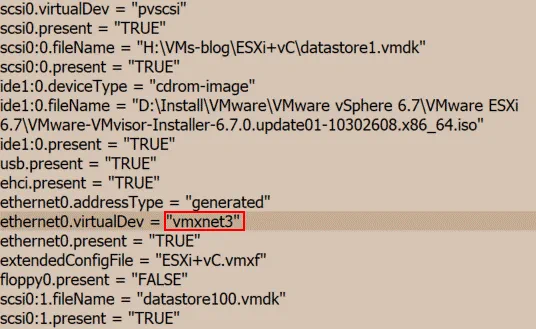 scsi0.virtualDev = "pvscsi"
scsi0.present = "TRUE"
scsi0:0.fileName = "H:\VMs-blog\ESXi+vC\datastore1.vmdk"
scsi0:0.present = "TRUE"
ide1:0.deviceType = "cdrom-image"
ide1:0.fileName = "D:\Install\VMware\VMware vSphere 6.7\VMware ESXi
6.7\VMware-VMvisor-Installer-6.7.0.update01-10302608.x86_64.iso"
ide1:0.present = "TRUE"
usb.present = "TRUE"
ehci.present = "TRUE"
ethernet0.addressType = "generated"
ethernet0.virtualDev = "vmxnet3"
ethernet0.present = "TRUE"
extendedConfigFile = "ESXi+vC.vmxf"
floppy0.present = "FALSE"
scsi0:1.fileName = "datastore100.vmdk"
scsi0:1.present = "TRUE"